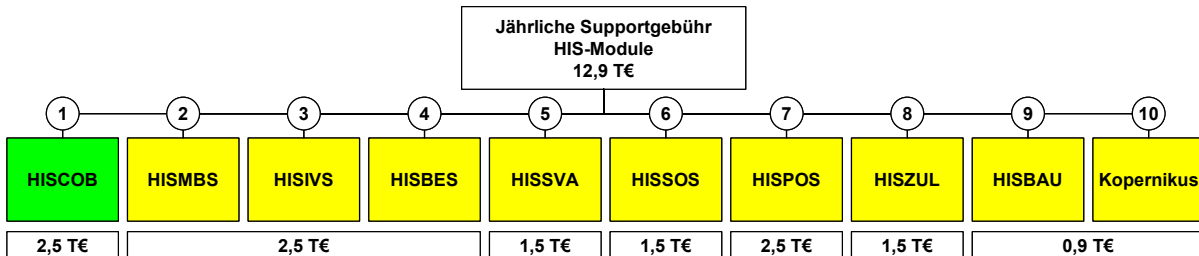 Jährliche Supportgebühr
HIS-Module
12,9 T€
1 2 3 4 5 6 7 8 9 10
HISCOB HISMBS HISIVS HISBES HISSVA HISSOS HISPOS HISZUL HISBAU Kopernikus
2,5 T€ 2,5 T€ 1,5 T€ 1,5 T€ 2,5 T€ 1,5 T€ 0,9 T€